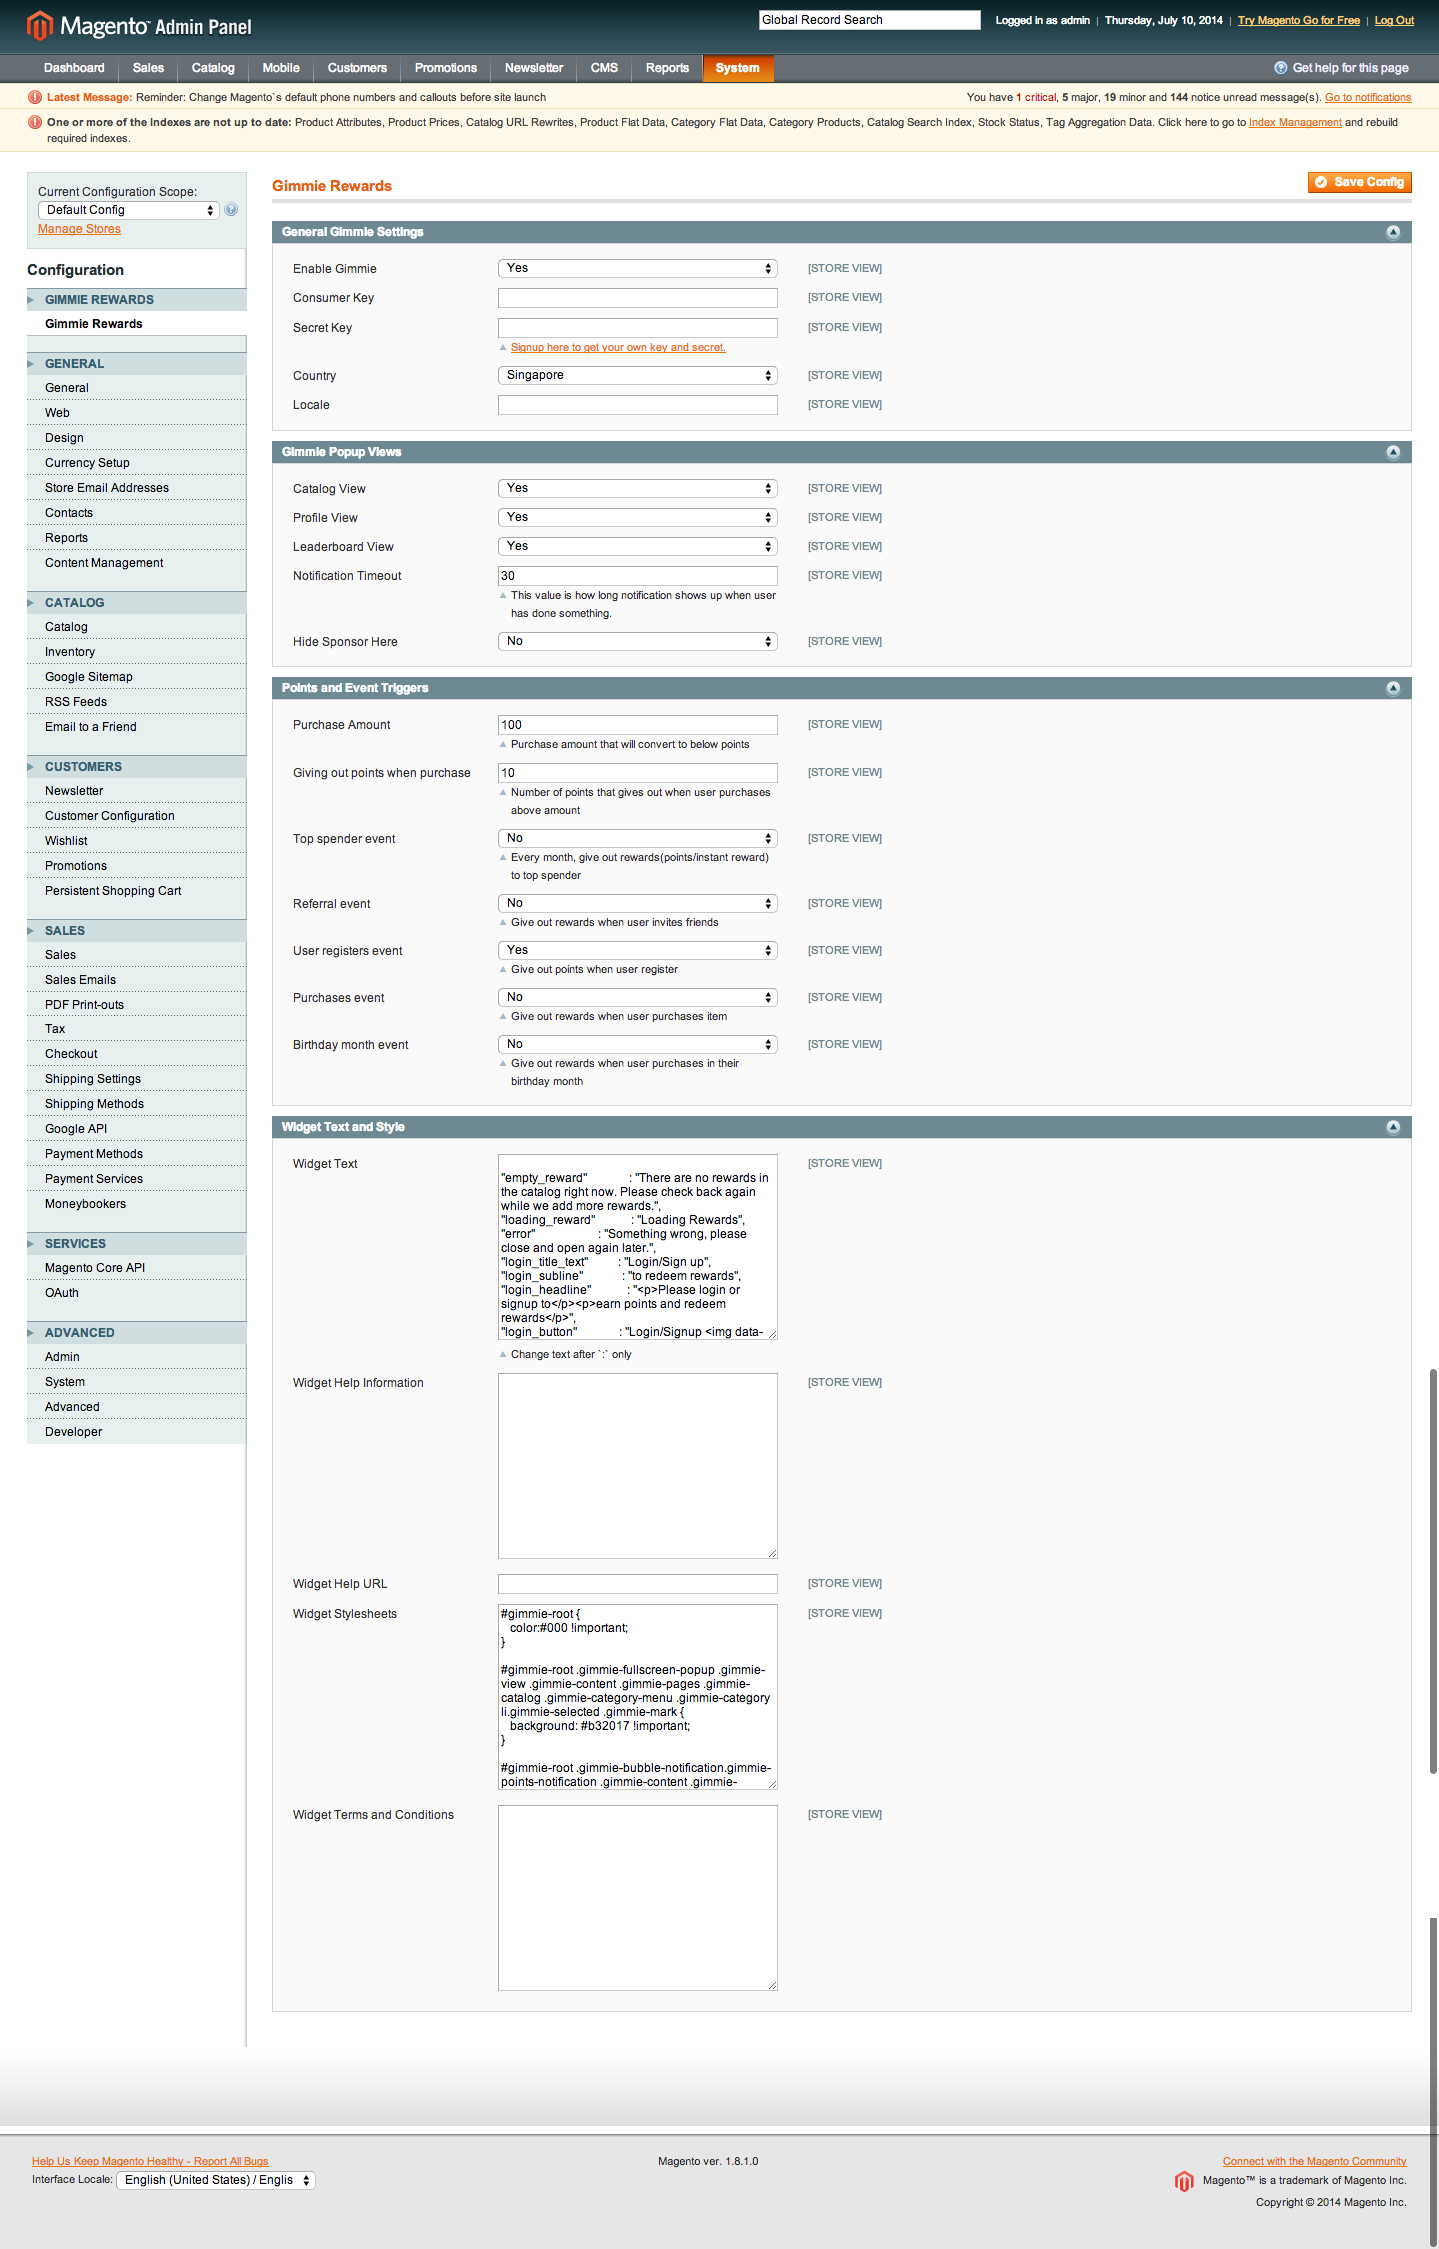 Magento™ Admin Panel
Global Record Search
Logged in as admin | Thursday, July 10, 2014 | Try Magento Go for Free | Log Out
Dashboard Sales Catalog Mobile Customers Promotions Newsletter CMS Reports System
Get help for this page
Latest Message: Reminder: Change Magento`s default phone numbers and callouts before site launch
You have 1 critical, 5 major, 19 minor and 144 notice unread message(s). Go to notifications
One or more of the Indexes are not up to date: Product Attributes, Product Prices, Catalog URL Rewrites, Product Flat Data, Category Flat Data, Category Products, Catalog Search Index, Stock Status, Tag Aggregation Data. Click here to go to Index Management and rebuild
required indexes.
Current Configuration Scope:
Default Config
Manage Stores
Configuration
GIMMIE REWARDS
Gimmie Rewards
GENERAL
General
Web
Design
Currency Setup
Store Email Addresses
Contacts
Reports
Content Management
CATALOG
Catalog
Inventory
Google Sitemap
RSS Feeds
Email to a Friend
CUSTOMERS
Newsletter
Customer Configuration
Wishlist
Promotions
Persistent Shopping Cart
SALES
Sales
Sales Emails
PDF Print-outs
Tax
Checkout
Shipping Settings
Shipping Methods
Google API
Payment Methods
Payment Services
Moneybookers
SERVICES
Magento Core API
OAuth
ADVANCED
Admin
System
Advanced
Developer
Gimmie Rewards
Save Config
General Gimmie Settings
Enable Gimmie Yes [STORE VIEW]
Consumer Key [STORE VIEW]
Secret Key [STORE VIEW]
Signup here to get your own key and secret.
Country Singapore [STORE VIEW]
Locale [STORE VIEW]
Gimmie Popup Views
Catalog View Yes [STORE VIEW]
Profile View Yes [STORE VIEW]
Leaderboard View Yes [STORE VIEW]
Notification Timeout 30 [STORE VIEW]
This value is how long notification shows up when user
has done something.
Hide Sponsor Here No [STORE VIEW]
Points and Event Triggers
Purchase Amount 100 [STORE VIEW]
Purchase amount that will convert to below points
Giving out points when purchase 10 [STORE VIEW]
Number of points that gives out when user purchases
above amount
Top spender event No [STORE VIEW]
Every month, give out rewards(points/instant reward)
to top spender
Referral event No [STORE VIEW]
Give out rewards when user invites friends
User registers event Yes [STORE VIEW]
Give out points when user register
Purchases event No [STORE VIEW]
Give out rewards when user purchases item
Birthday month event No [STORE VIEW]
Give out rewards when user purchases in their
birthday month
Widget Text and Style
Widget Text [STORE VIEW]
"empty_reward" : "There are no rewards in
the catalog right now. Please check back again
while we add more rewards.",
"loading_reward" : "Loading Rewards",
"error" : "Something wrong, please
close and open again later.",
"login_title_text" : "Login/Sign up",
"login_subline" : "to redeem rewards",
"login_headline" : "<p>Please login or
signup to</p><p>earn points and redeem
rewards</p>",
"login_button" : "Login/Signup <img data-
Change text after `:` only
Widget Help Information [STORE VIEW]
Widget Help URL [STORE VIEW]
Widget Stylesheets [STORE VIEW]
#gimmie-root {
color:#000 !important;
}
#gimmie-root .gimmie-fullscreen-popup .gimmie-
view .gimmie-content .gimmie-pages .gimmie-
catalog .gimmie-category-menu .gimmie-category
li.gimmie-selected .gimmie-mark {
background: #b32017 !important;
}
#gimmie-root .gimmie-bubble-notification.gimmie-
points-notification .gimmie-content .gimmie-
Widget Terms and Conditions [STORE VIEW]
Help Us Keep Magento Healthy - Report All Bugs
Interface Locale: English (United States) / Englis
Magento ver. 1.8.1.0
Connect with the Magento Community
Magento™ is a trademark of Magento Inc.
Copyright © 2014 Magento Inc.